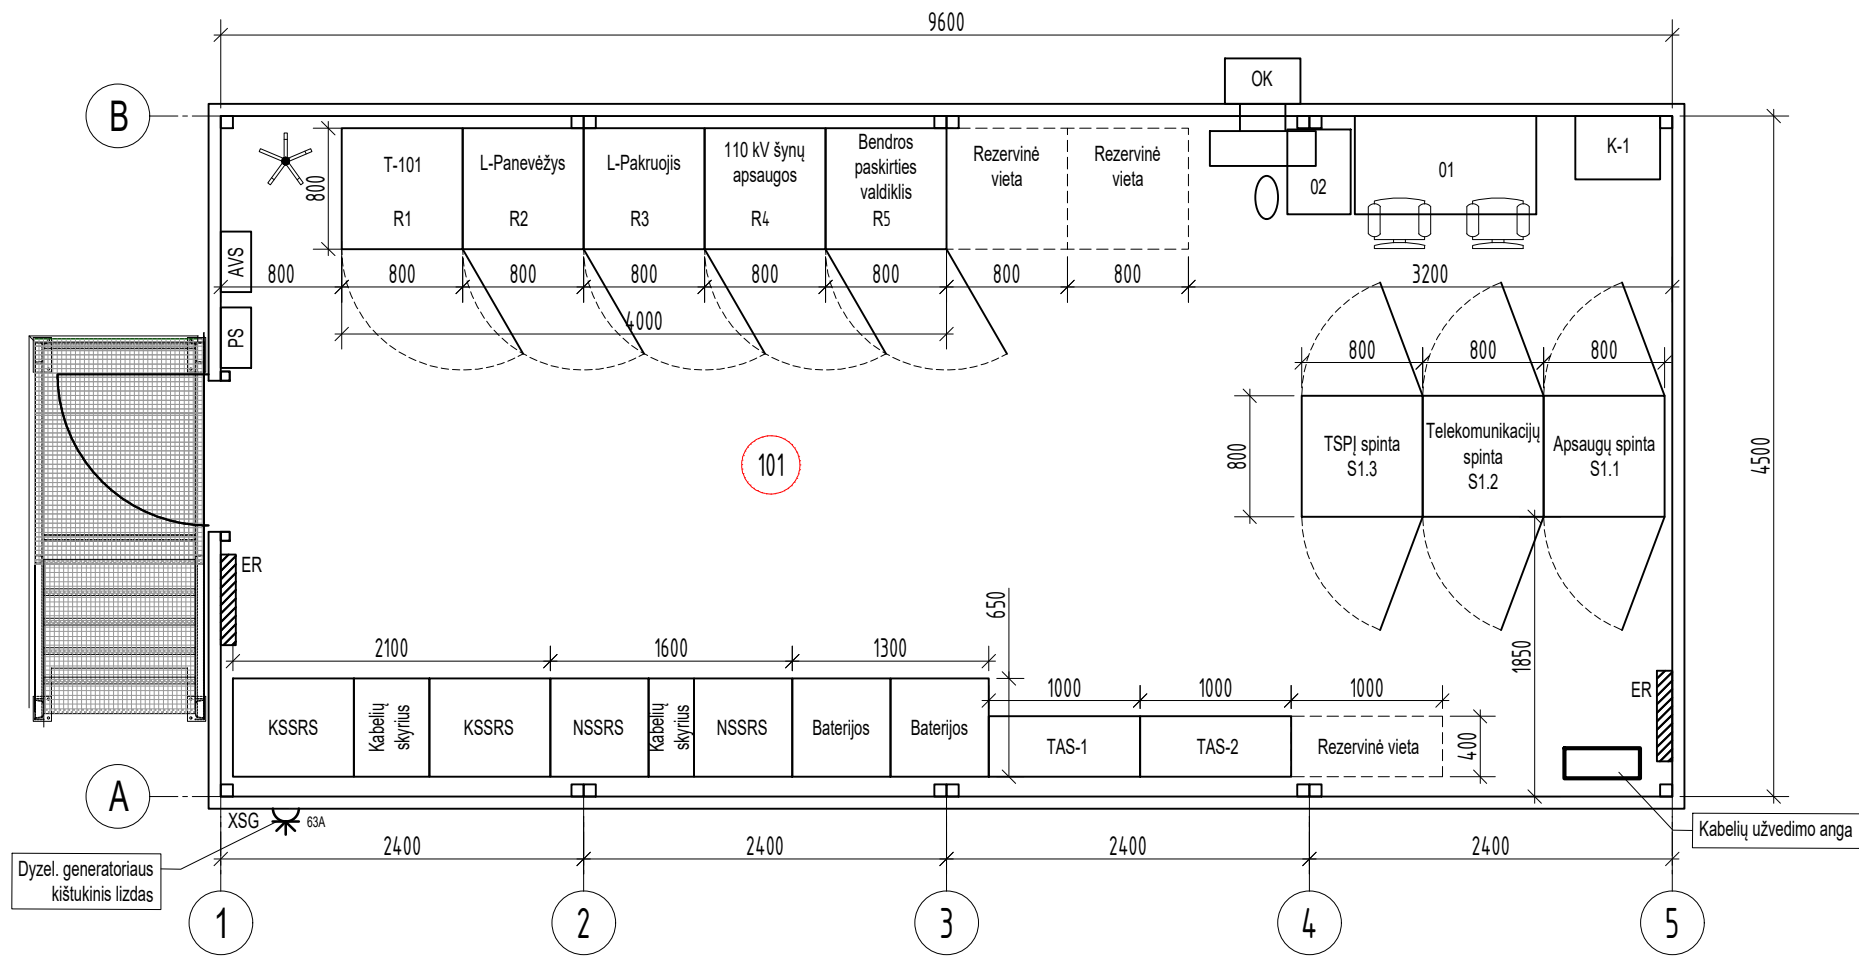 9600
OK
B
T-101
R1
L-Panevėžys
R2
L-Pakruojis
R3
110 kV šynų
apsaugos
R4
Bendros
paskirties
valdiklis
R5
Rezervinė
vieta
Rezervinė
vieta
02
01
K-1
800
AVS
PS
800
800
800
800
800
800
800
800
3200
4000
800
800
800
800
TSPĮ spinta
S1.3
Telekomunikacijų
spinta
S1.2
Apsaugų spinta
S1.1
101
4500
ER
650
1850
2100
1600
1300
1000
1000
1000
ER
KSSRS
Kabelių
skyrius
KSSRS
NSSRS
Kabelių
skyrius
NSSRS
Baterijos
Baterijos
TAS-1
TAS-2
Rezervinė vieta
400
A
XSG
63A
Kabelių užvedimo anga
Dyzel. generatoriaus
kištukinis lizdas
2400
2400
2400
2400
1
2
3
4
5